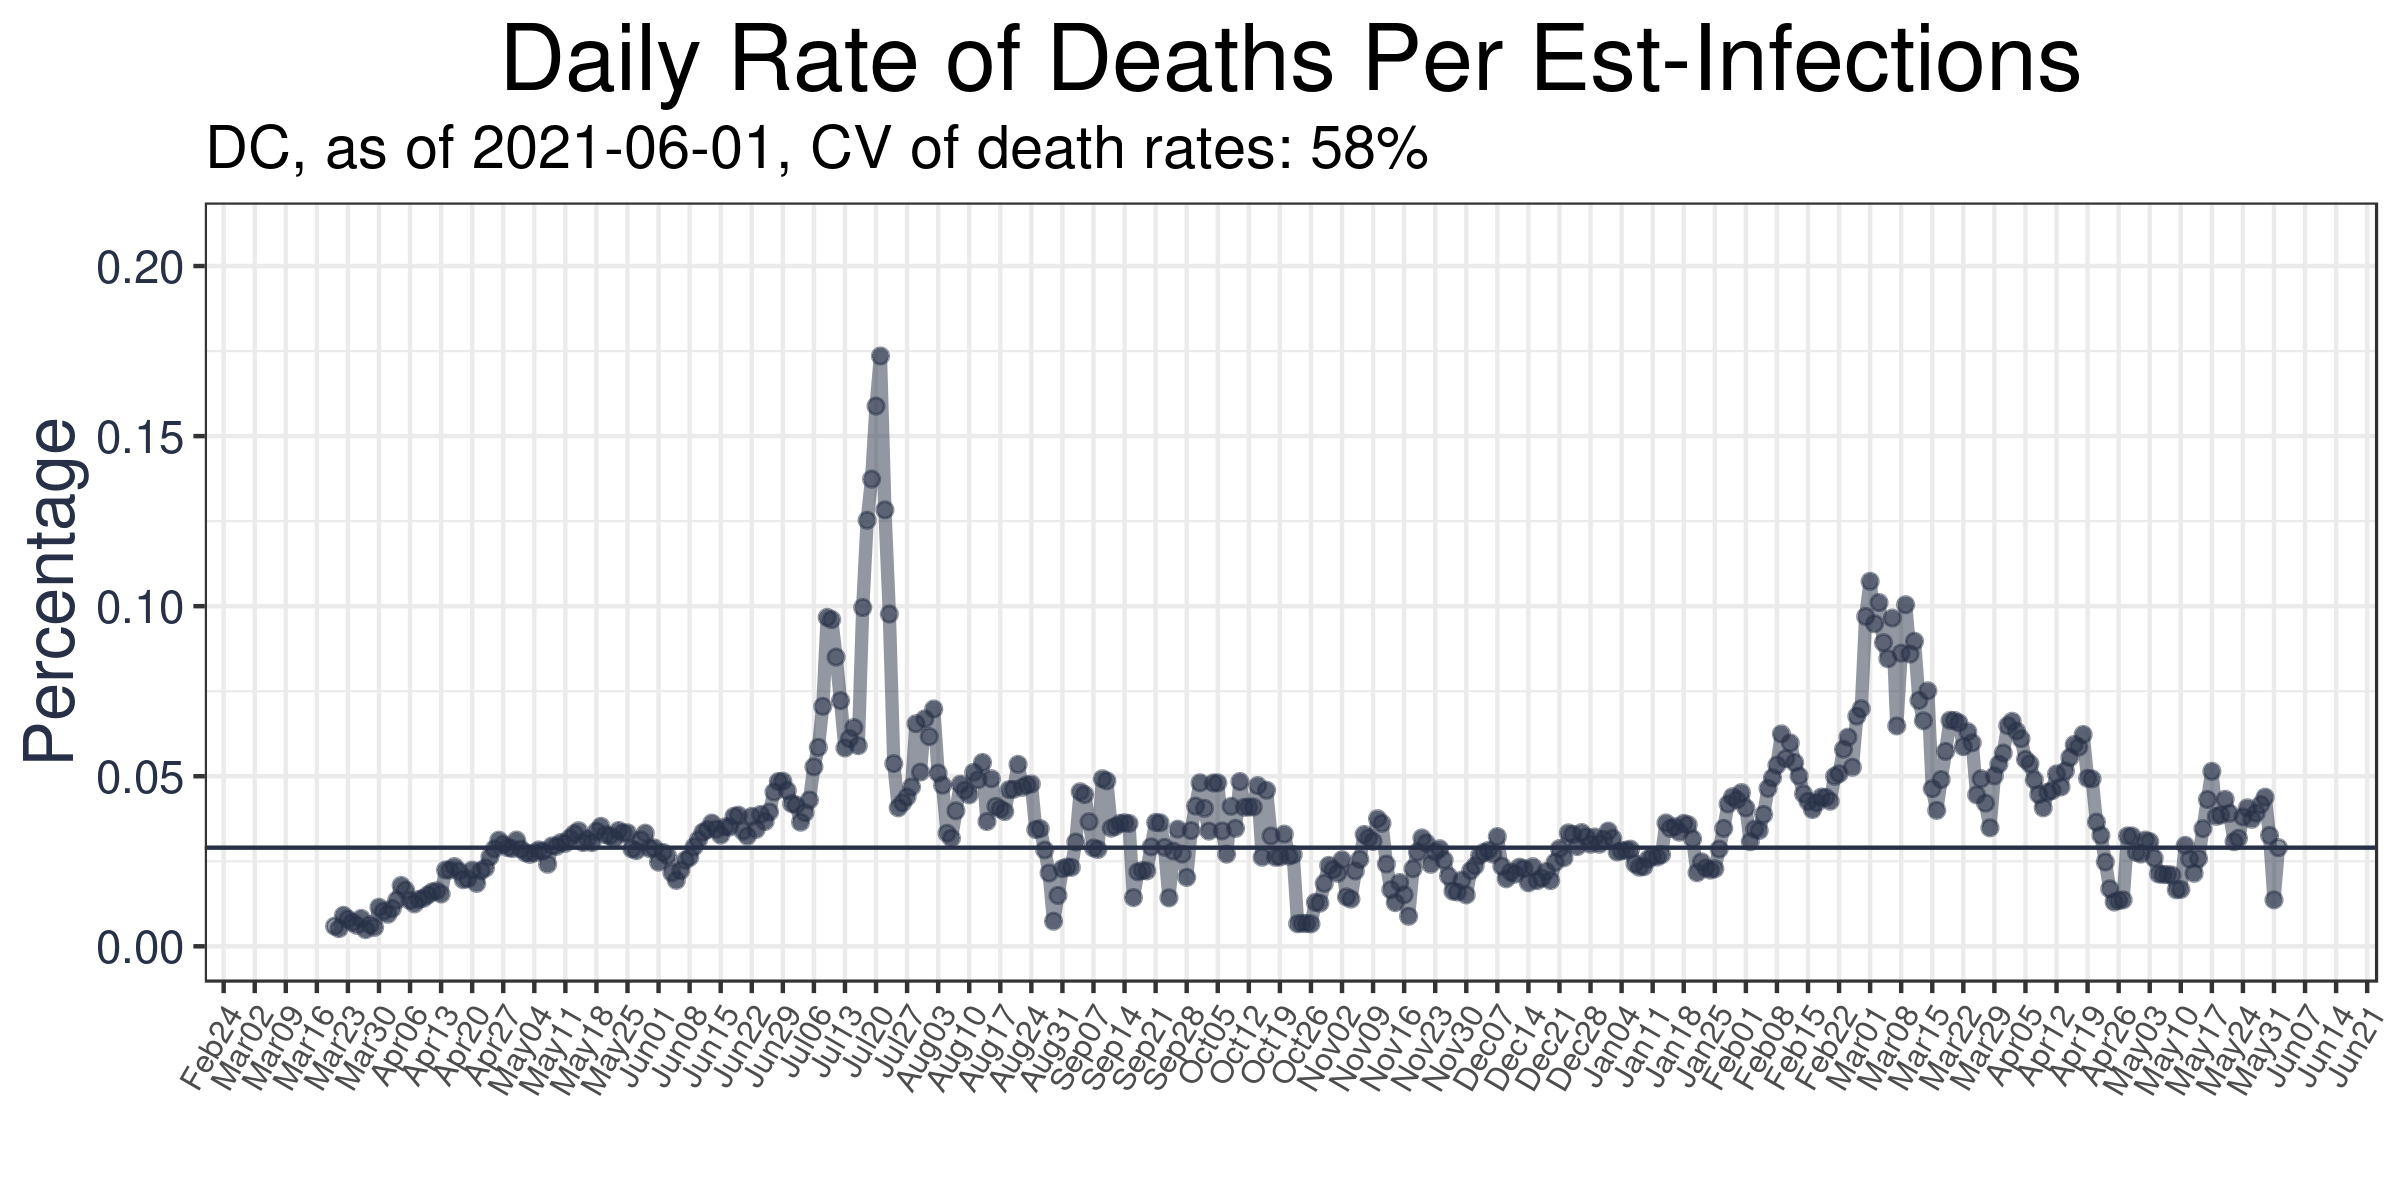 Daily Rate of Deaths Per Est-Infections
DC, as of 2021-06-01, CV of death rates: 58%
Percentage
0.20
0.15
0.10
0.05
0.00
Feb24
Mar02
Mar09
Mar16
Mar23
Mar30
Apr06
Apr13
Apr20
Apr27
May04
May11
May18
May25
Jun01
Jun08
Jun15
Jun22
Jun29
Jul06
Jul13
Jul20
Jul27
Aug03
Aug10
Aug17
Aug24
Aug31
Sep07
Sep14
Sep21
Sep28
Oct05
Oct12
Oct19
Oct26
Nov02
Nov09
Nov16
Nov23
Nov30
Dec07
Dec14
Dec21
Dec28
Jan04
Jan11
Jan18
Jan25
Feb01
Feb08
Feb15
Feb22
Mar01
Mar08
Mar15
Mar22
Mar29
Apr05
Apr12
Apr19
Apr26
May03
May10
May17
May24
May31
Jun07
Jun14
Jun21